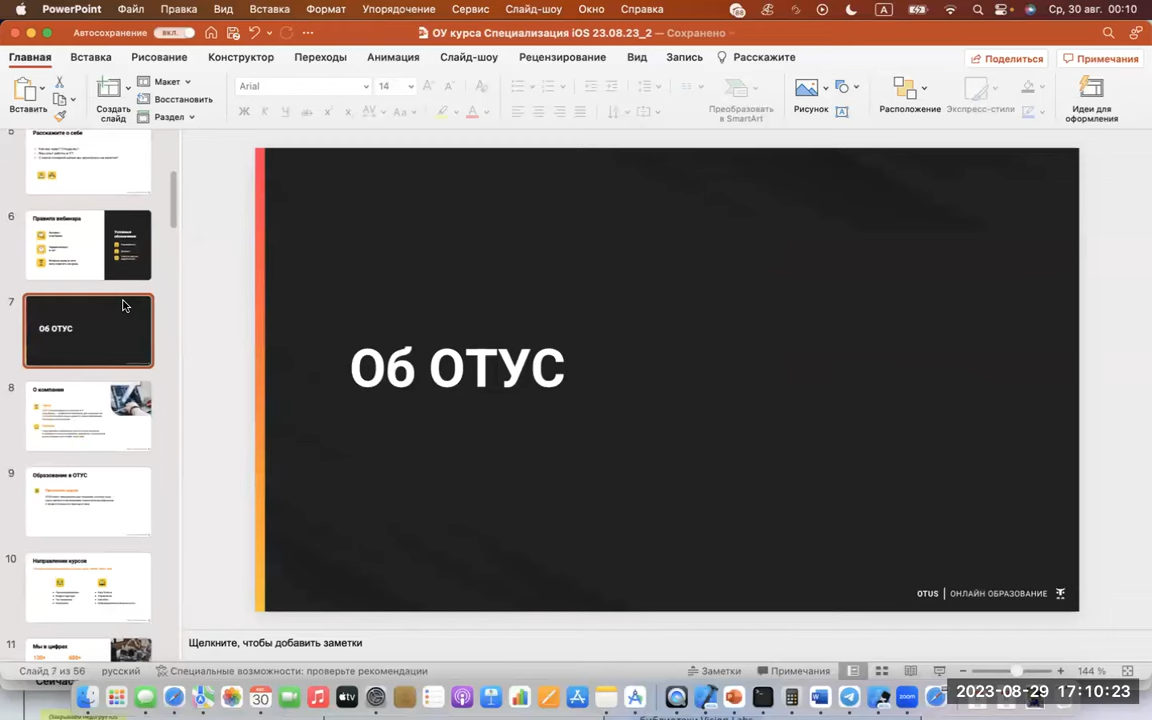 PowerPoint Файл Правка Вид Вставка Формат Упорядочение Сервис Слайд-шоу Окно Справка Ср, 30 авг. 00:10
Автосохранение ВКЛ. ОУ курса Специализация iOS 23.08.23_2 — Сохранено
Главная Вставка Рисование Конструктор Переходы Анимация Слайд-шоу Рецензирование Вид Запись Расскажите Поделиться Примечания
Вставить
Создать слайд
Макет
Восстановить
Раздел
Arial 14
Преобразовать в SmartArt
Рисунок
Расположение
Экспресс-стили
Идеи для оформления
Расскажите о себе
6
Правила вебинара
Условные обозначения
7
Об ОТУС
8
О компании
9
Образование в ОТУС
10
Направления курсов
11
Мы в цифрах
Об ОТУС
OTUS | ОНЛАЙН ОБРАЗОВАНИЕ
Щелкните, чтобы добавить заметки
Слайд 7 из 56 русский Специальные возможности: проверьте рекомендации Заметки Примечания 144 %
30
zoom
2023-08-29 17:10:23